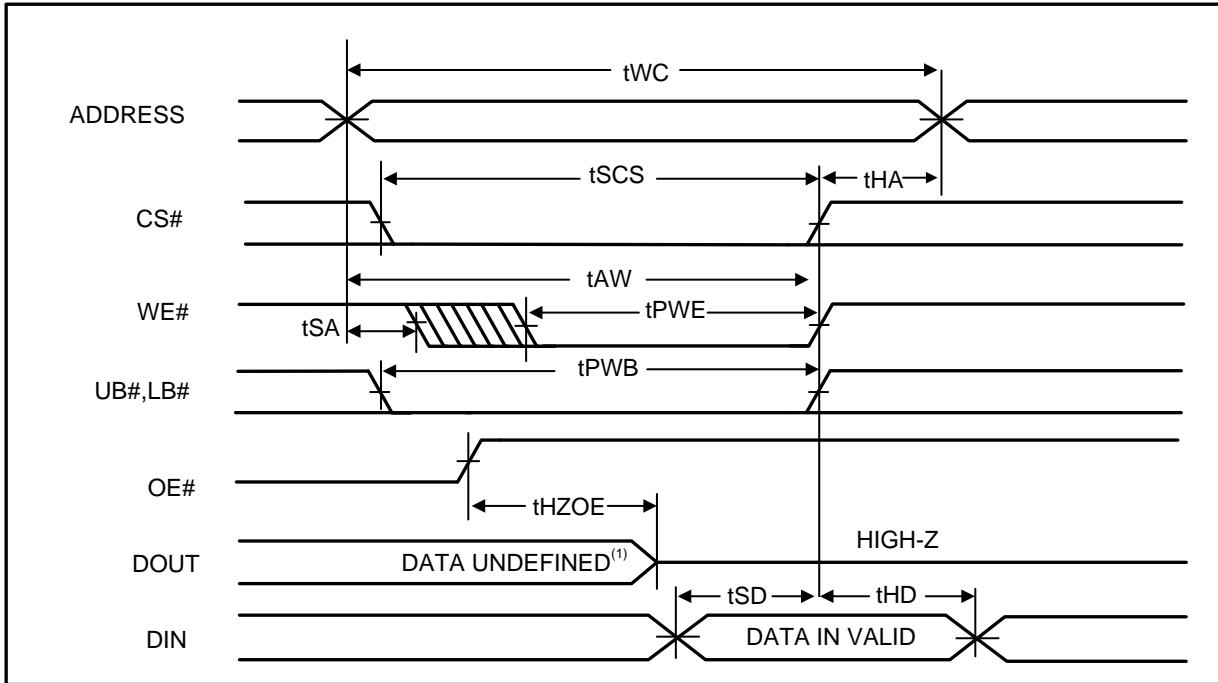 tWC
ADDRESS
tSCS
tHA
CS#
tAW
WE#
tSA
tPWE
tPWB
UB#,LB#
OE#
tHZOE
DOUT
DATA UNDEFINED(1)
HIGH-Z
tSD
tHD
DIN
DATA IN VALID